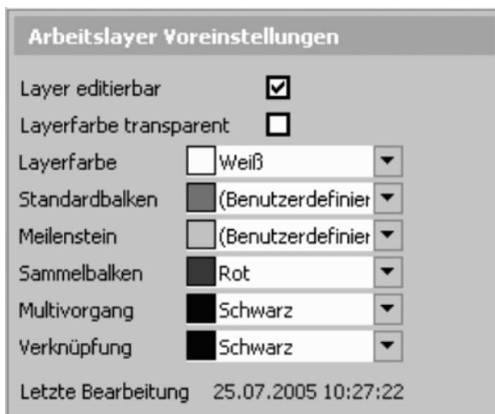 Arbeitslayer Voreinstellungen
Layer editierbar
Layerfarbe transparent
Layerfarbe Weiß
Standardbalken (Benutzerdefinier
Meilenstein (Benutzerdefinier
Sammelbalken Rot
Multivorgang Schwarz
Verknüpfung Schwarz
Letzte Bearbeitung 25.07.2005 10:27:22